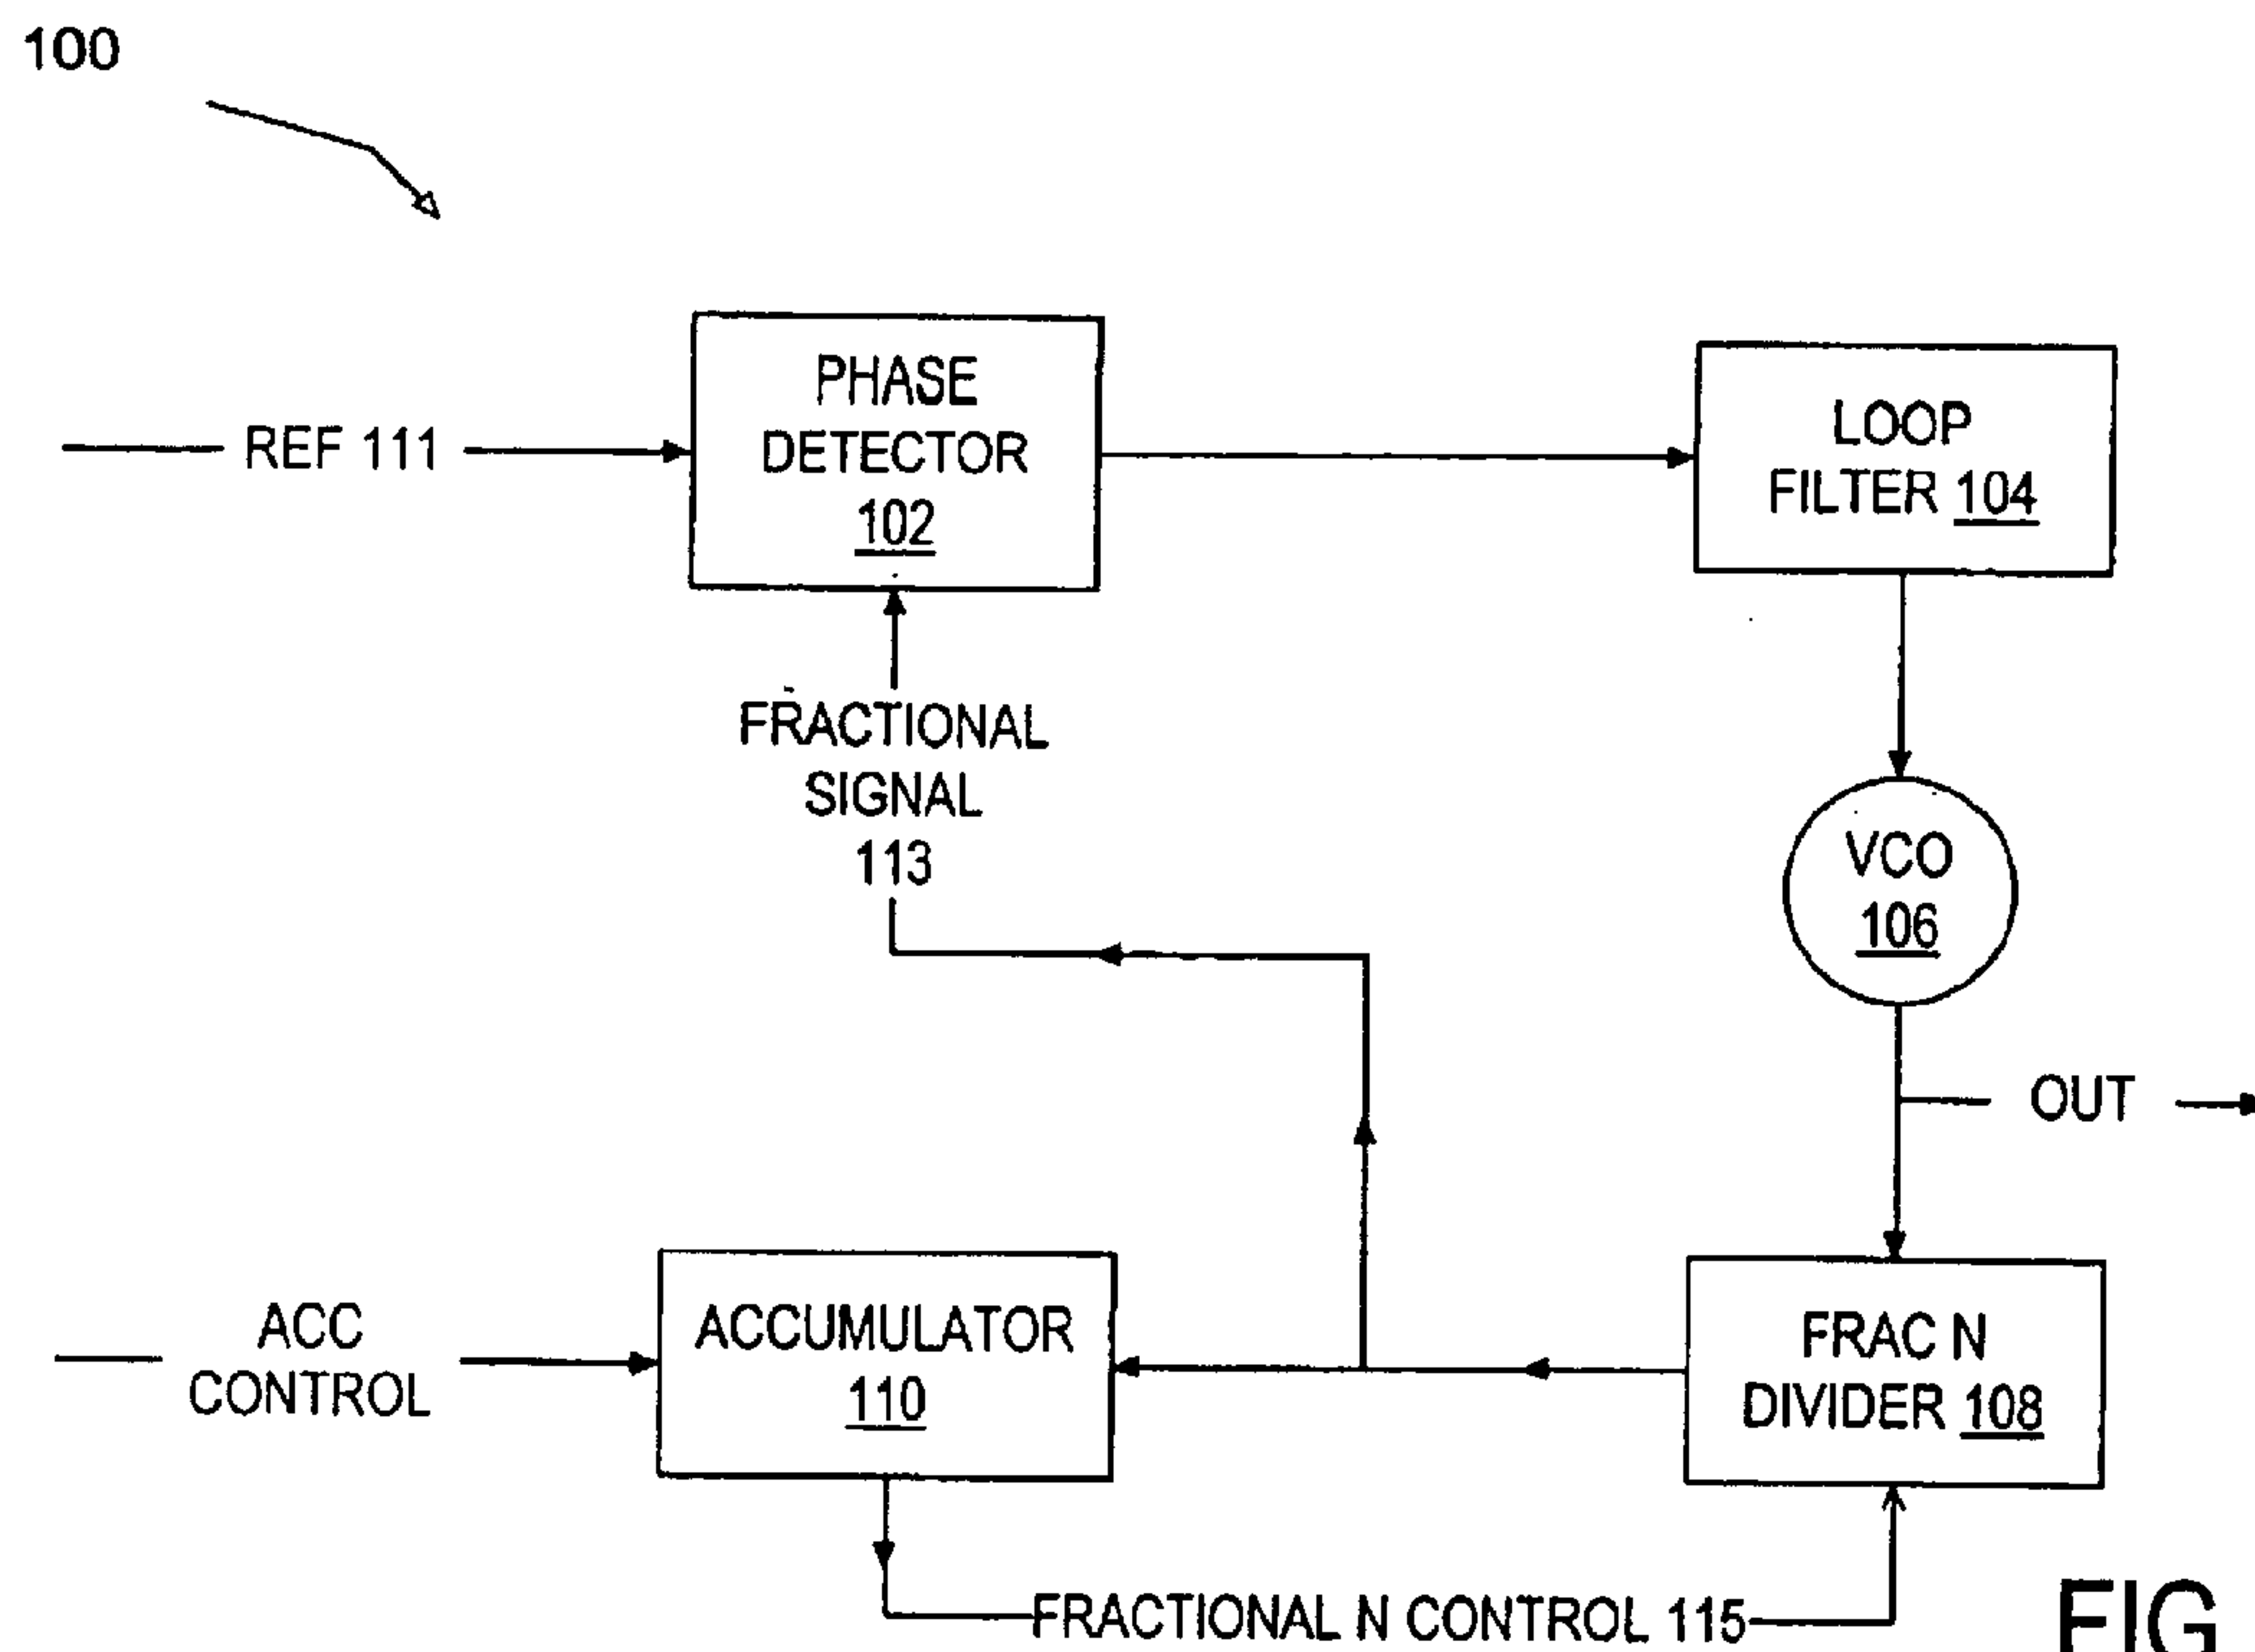 100
PHASE
DETECTOR
102
REF 111
LOOP
FILTER 104
FRACTIONAL
SIGNAL
113
VCO
106
OUT
ACC
CONTROL
ACCUMULATOR
110
FRAC N
DIVIDER 108
FRACTIONAL N CONTROL 115
FIG